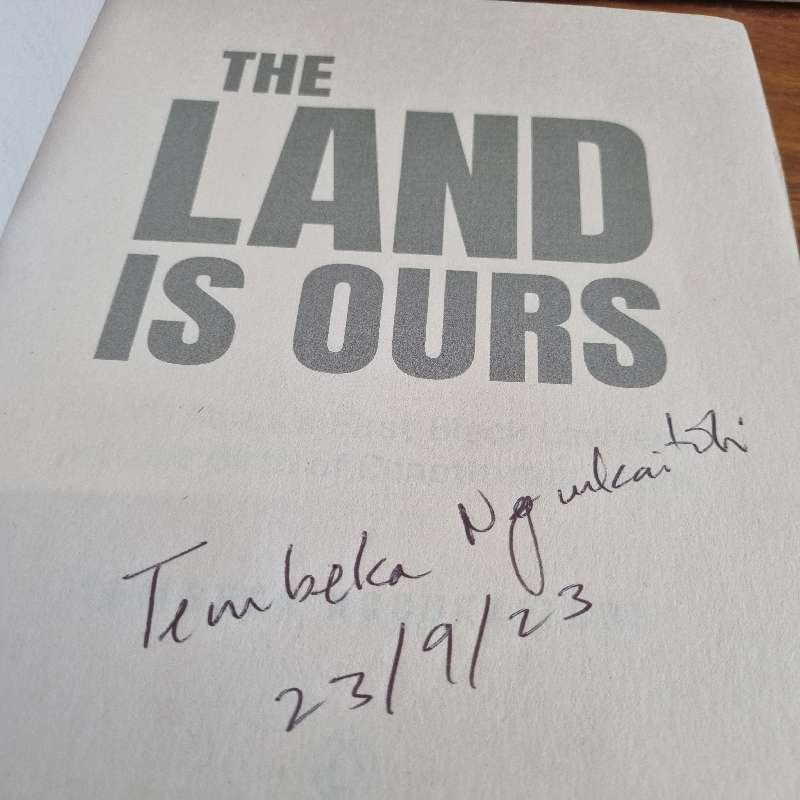 THE
LAND
IS OURS
Tembeka Ngcukaitobi
23/9/23